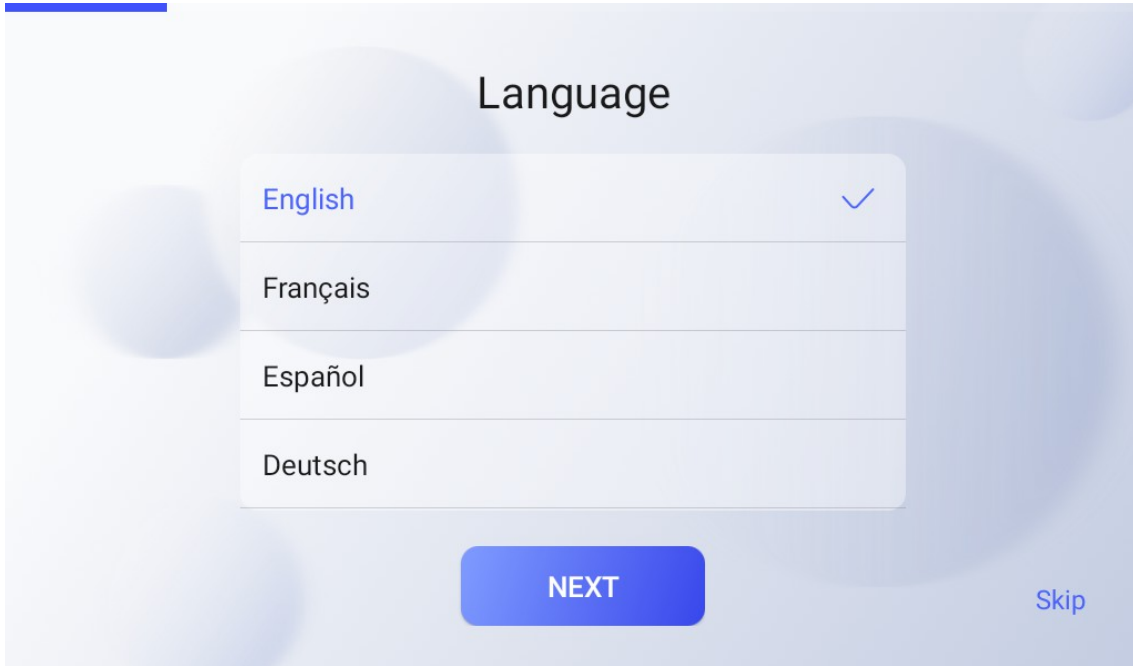 Language
English
Français
Español
Deutsch
NEXT
Skip